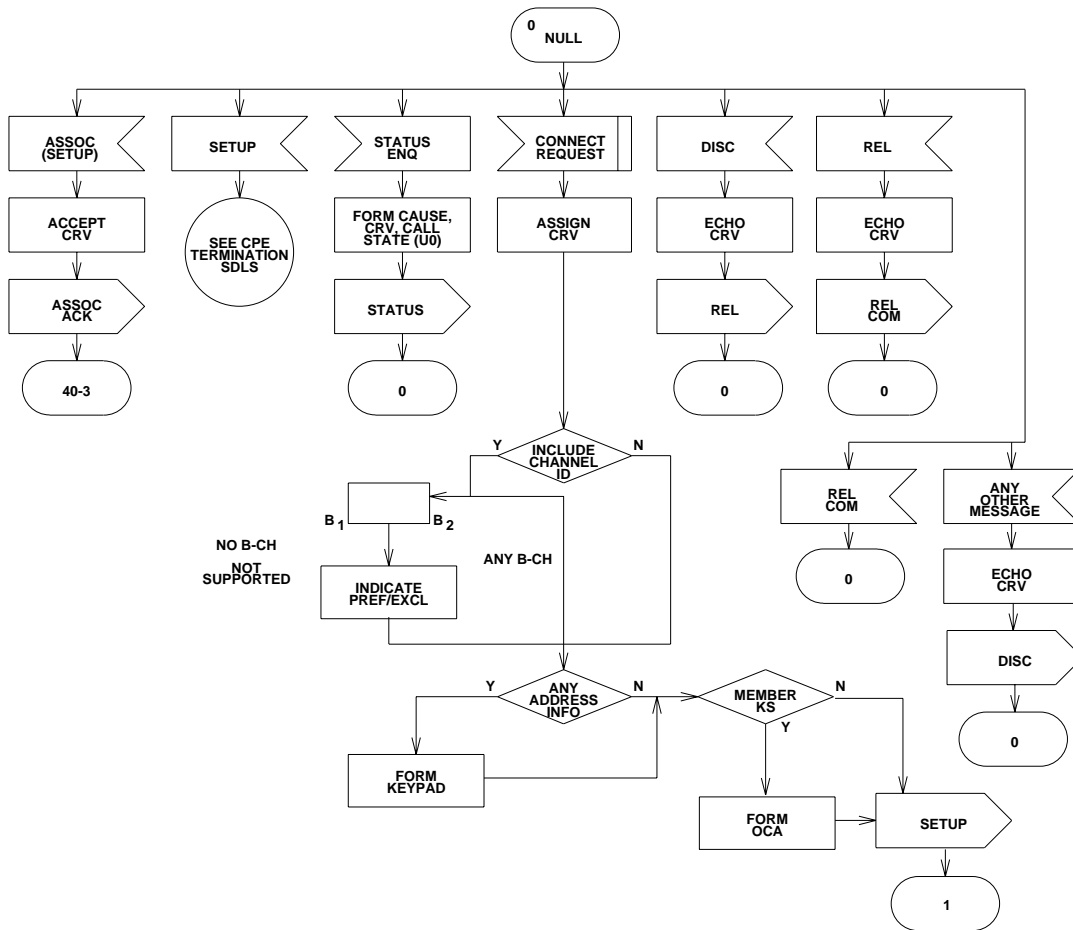 0
NULL
ASSOC
(SETUP)
SETUP
STATUS
ENQ
CONNECT
REQUEST
DISC
REL
ACCEPT
CRV
SEE CPE
TERMINATION
SDLS
FORM CAUSE,
CRV, CALL
STATE (U0)
ASSIGN
CRV
ECHO
CRV
ECHO
CRV
ASSOC
ACK
STATUS
REL
REL
COM
40-3
0
0
0
Y
INCLUDE
CHANNEL
ID
N
REL
COM
ANY
OTHER
MESSAGE
B1
B2
NO B-CH
NOT
SUPPORTED
ANY B-CH
INDICATE
PREF/EXCL
0
ECHO
CRV
DISC
Y
ANY
ADDRESS
INFO
N
MEMBER
KS
N
Y
0
FORM
KEYPAD
FORM
OCA
SETUP
1